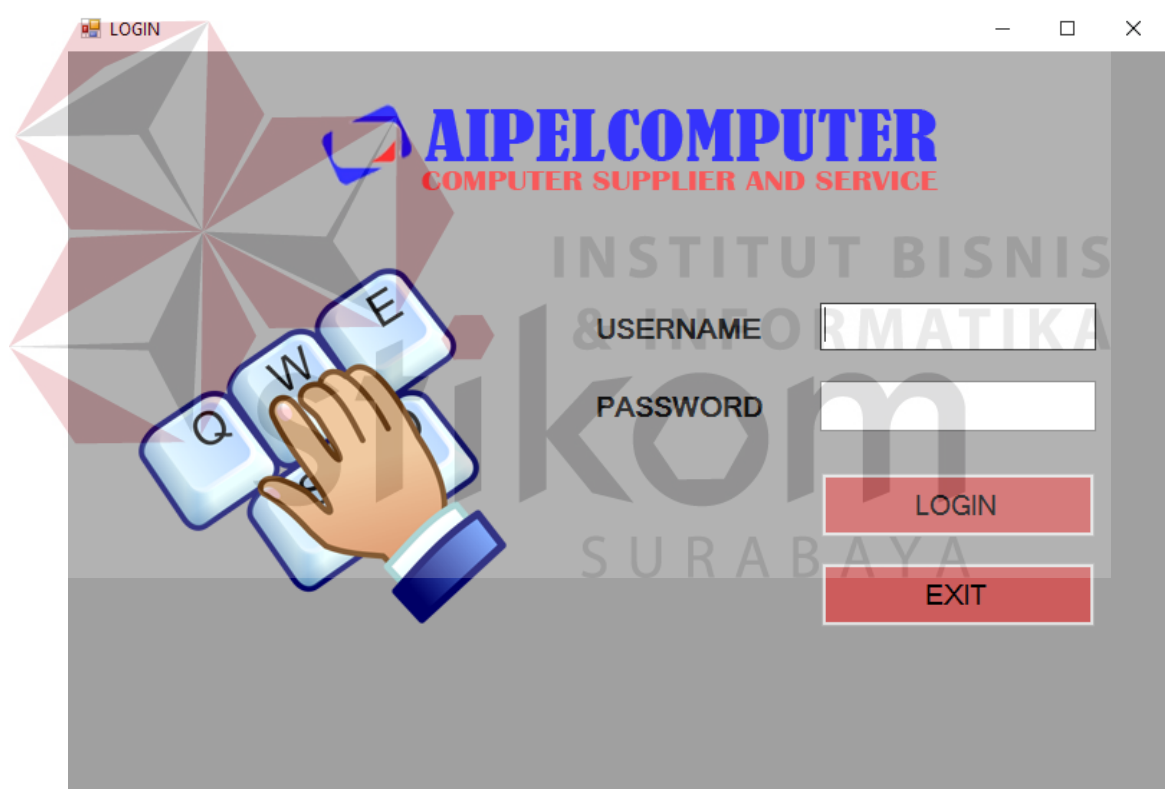 LOGIN
AIPELCOMPUTER
COMPUTER SUPPLIER AND SERVICE
INSTITUT BISNIS
& INFORMATIKA
stikom
SURABAYA
USERNAME
PASSWORD
LOGIN
EXIT
Q
W
E